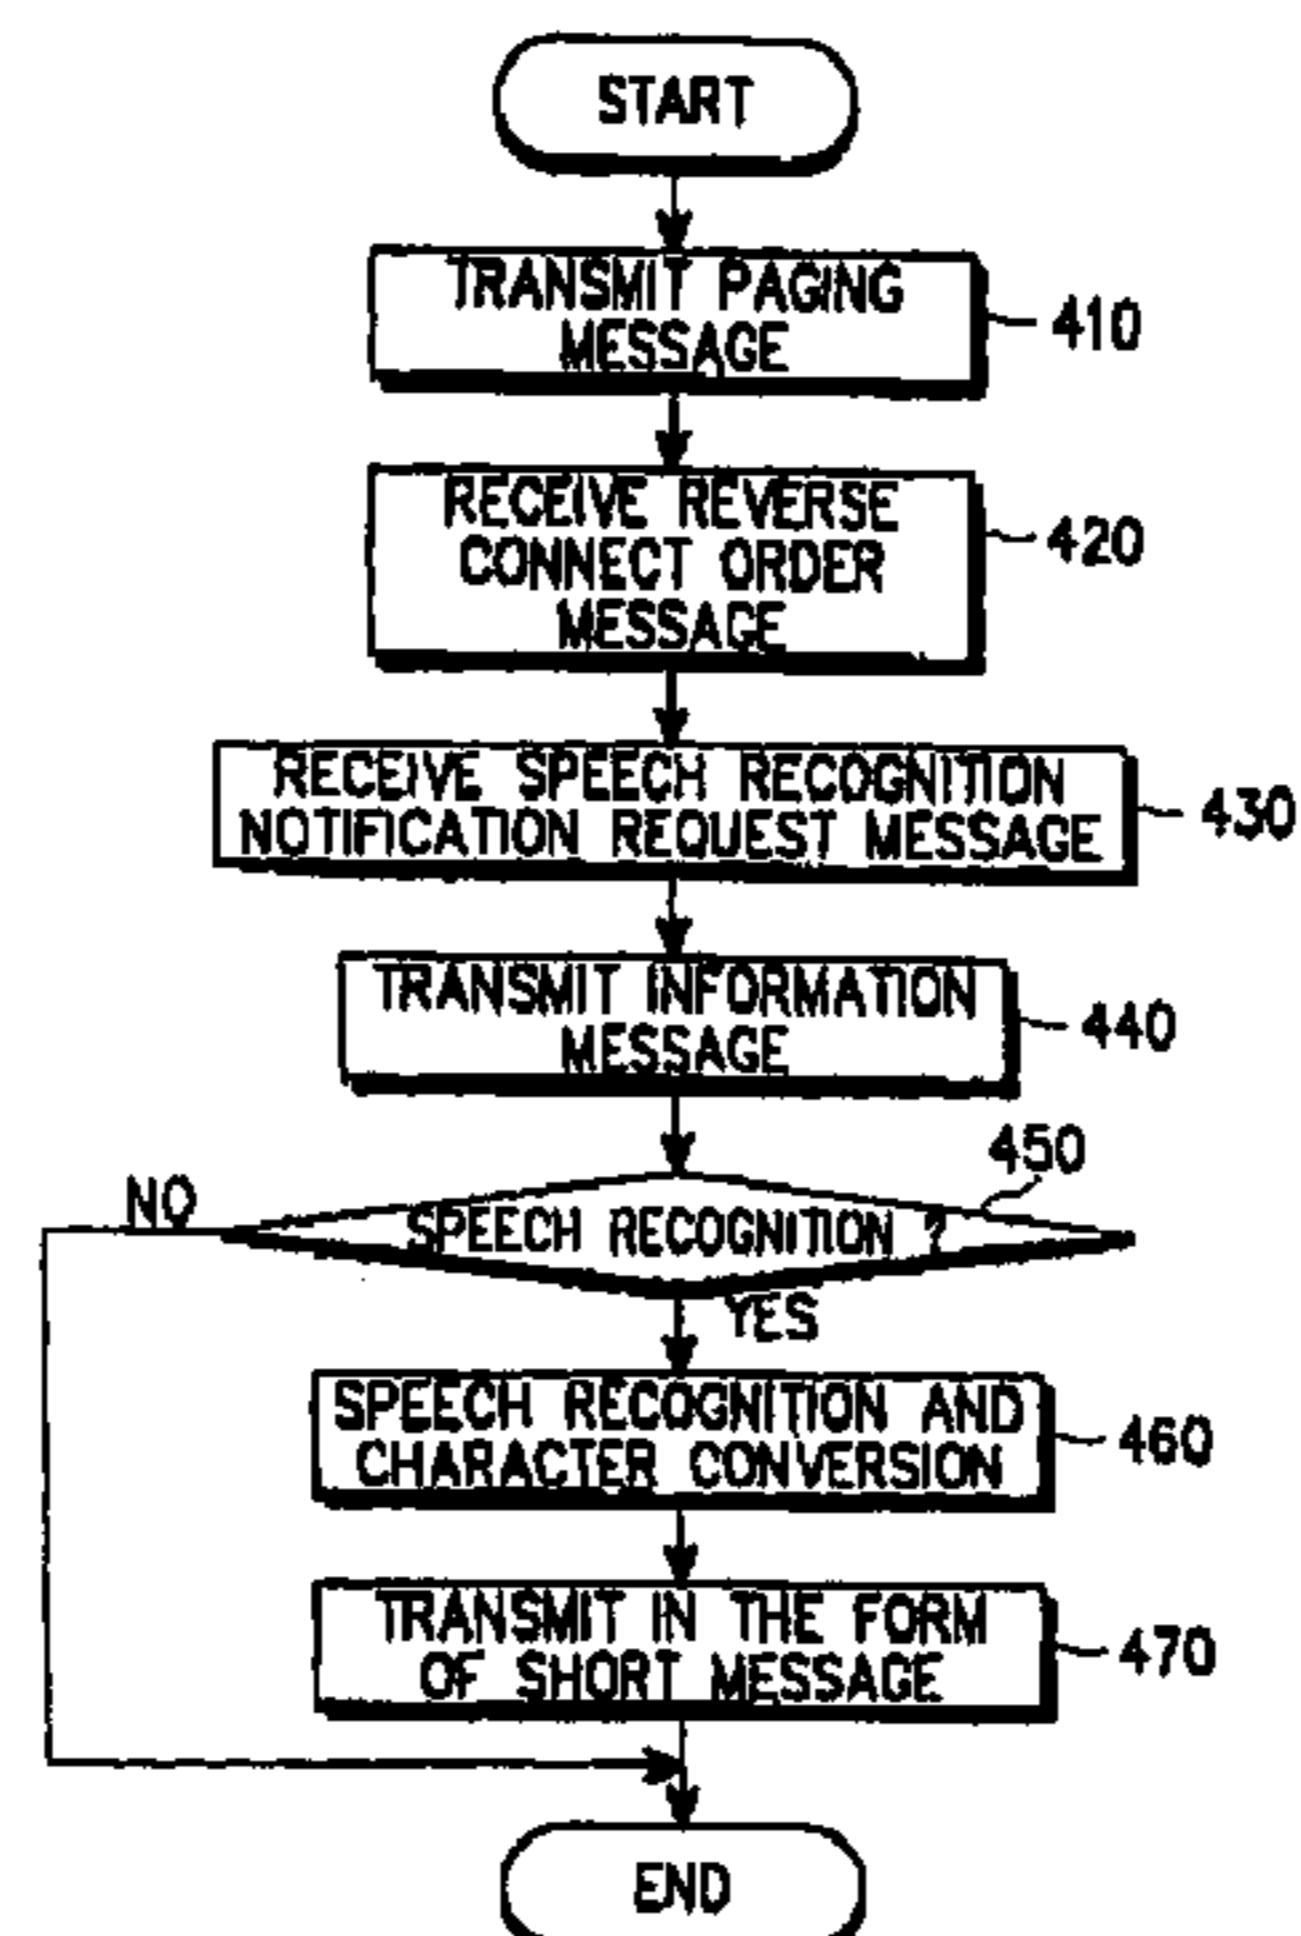 START
TRANSMIT PAGING
MESSAGE
410
RECEIVE REVERSE
CONNECT ORDER
MESSAGE
420
RECEIVE SPEECH RECOGNITION
NOTIFICATION REQUEST MESSAGE
430
TRANSMIT INFORMATION
MESSAGE
440
450
NO
SPEECH RECOGNITION ?
YES
SPEECH RECOGNITION AND
CHARACTER CONVERSION
460
TRANSMIT IN THE FORM
OF SHORT MESSAGE
470
END